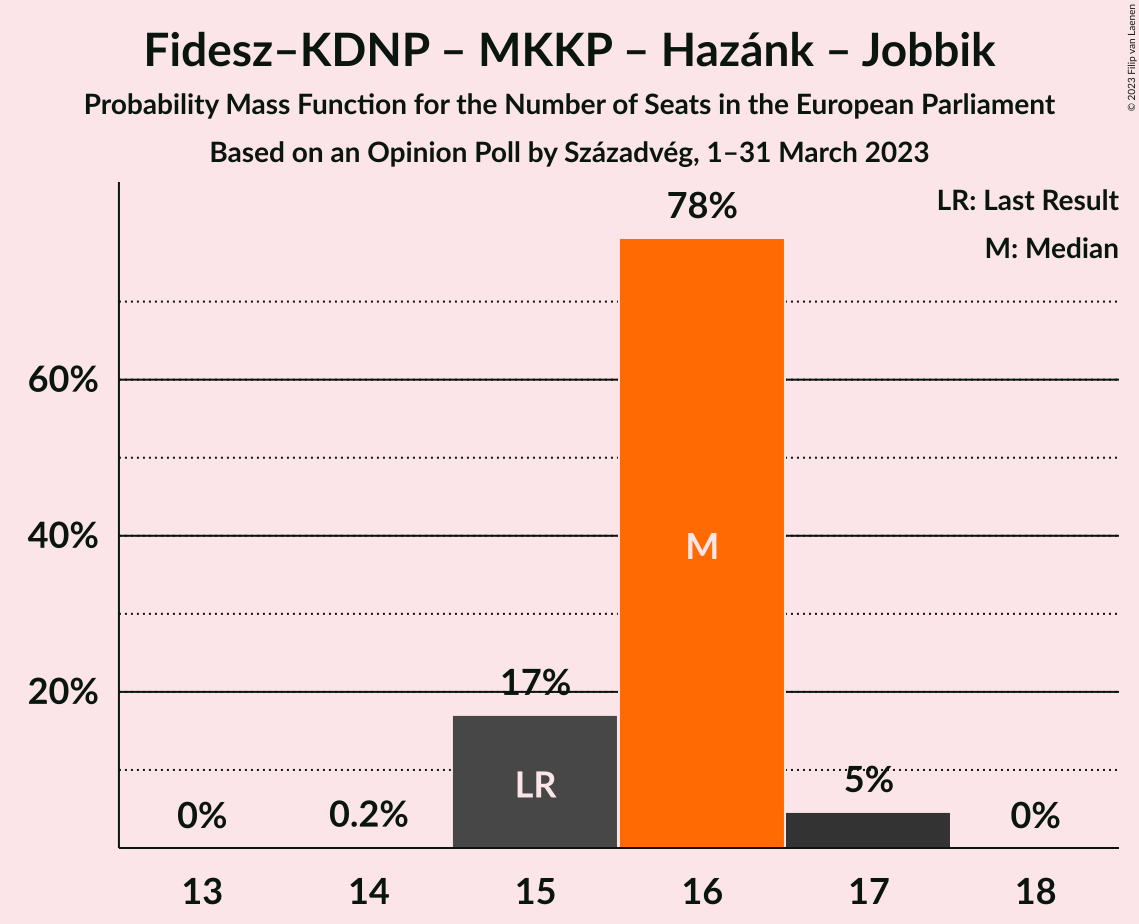 Fidesz–KDNP – MKKP – Hazánk – Jobbik
Probability Mass Function for the Number of Seats in the European Parliament
Based on an Opinion Poll by Századvég, 1–31 March 2023
© 2023 Filip van Laenen
LR: Last Result
M: Median
78%
60%
40%
M
20%
17%
LR
5%
0%
0.2%
0%
13
14
15
16
17
18